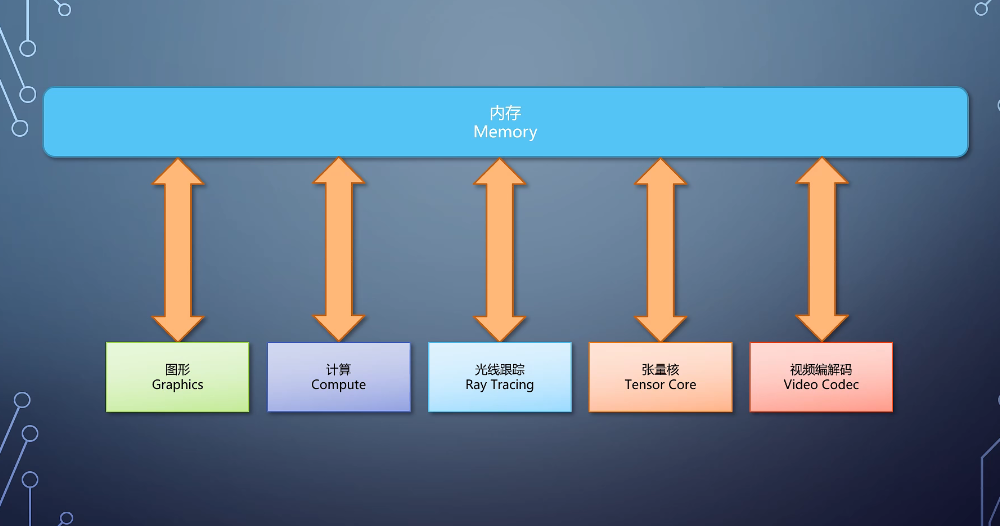 内存
Memory
图形
Graphics
计算
Compute
光线跟踪
Ray Tracing
张量核
Tensor Core
视频编解码
Video Codec